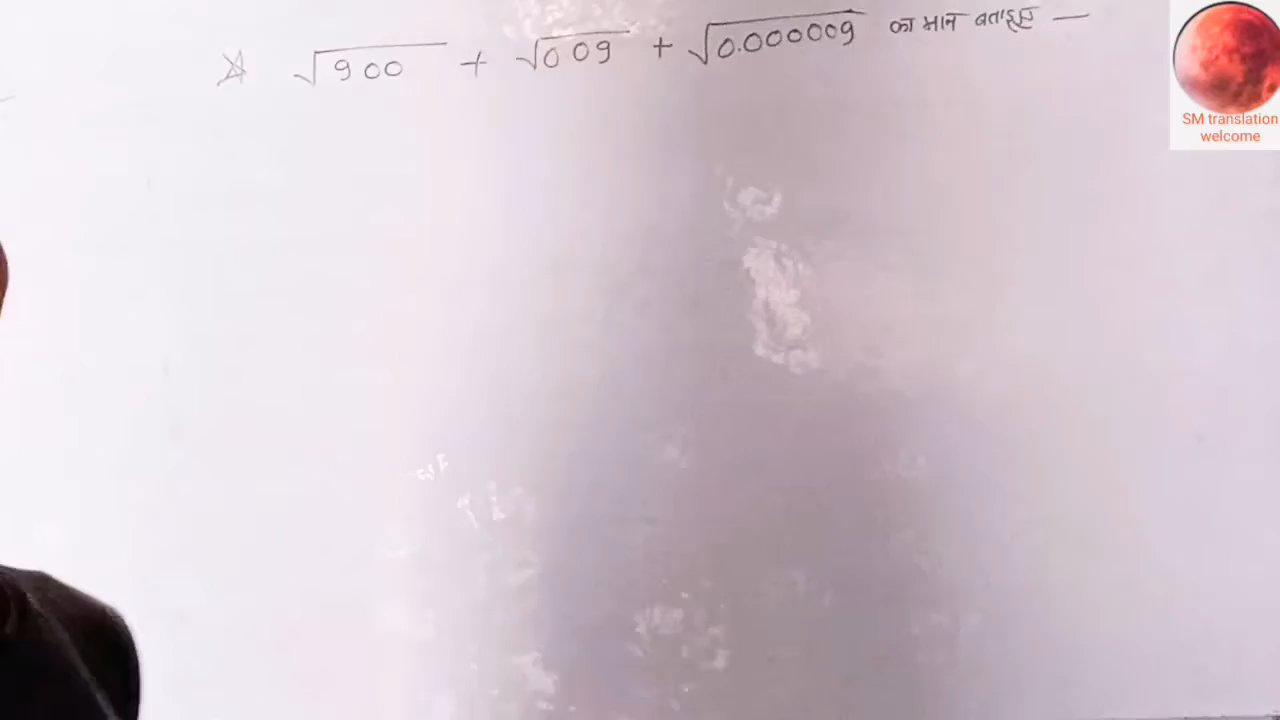 √900 + √0.09 + √0.000009 का मान बताइए —
SM translation
welcome